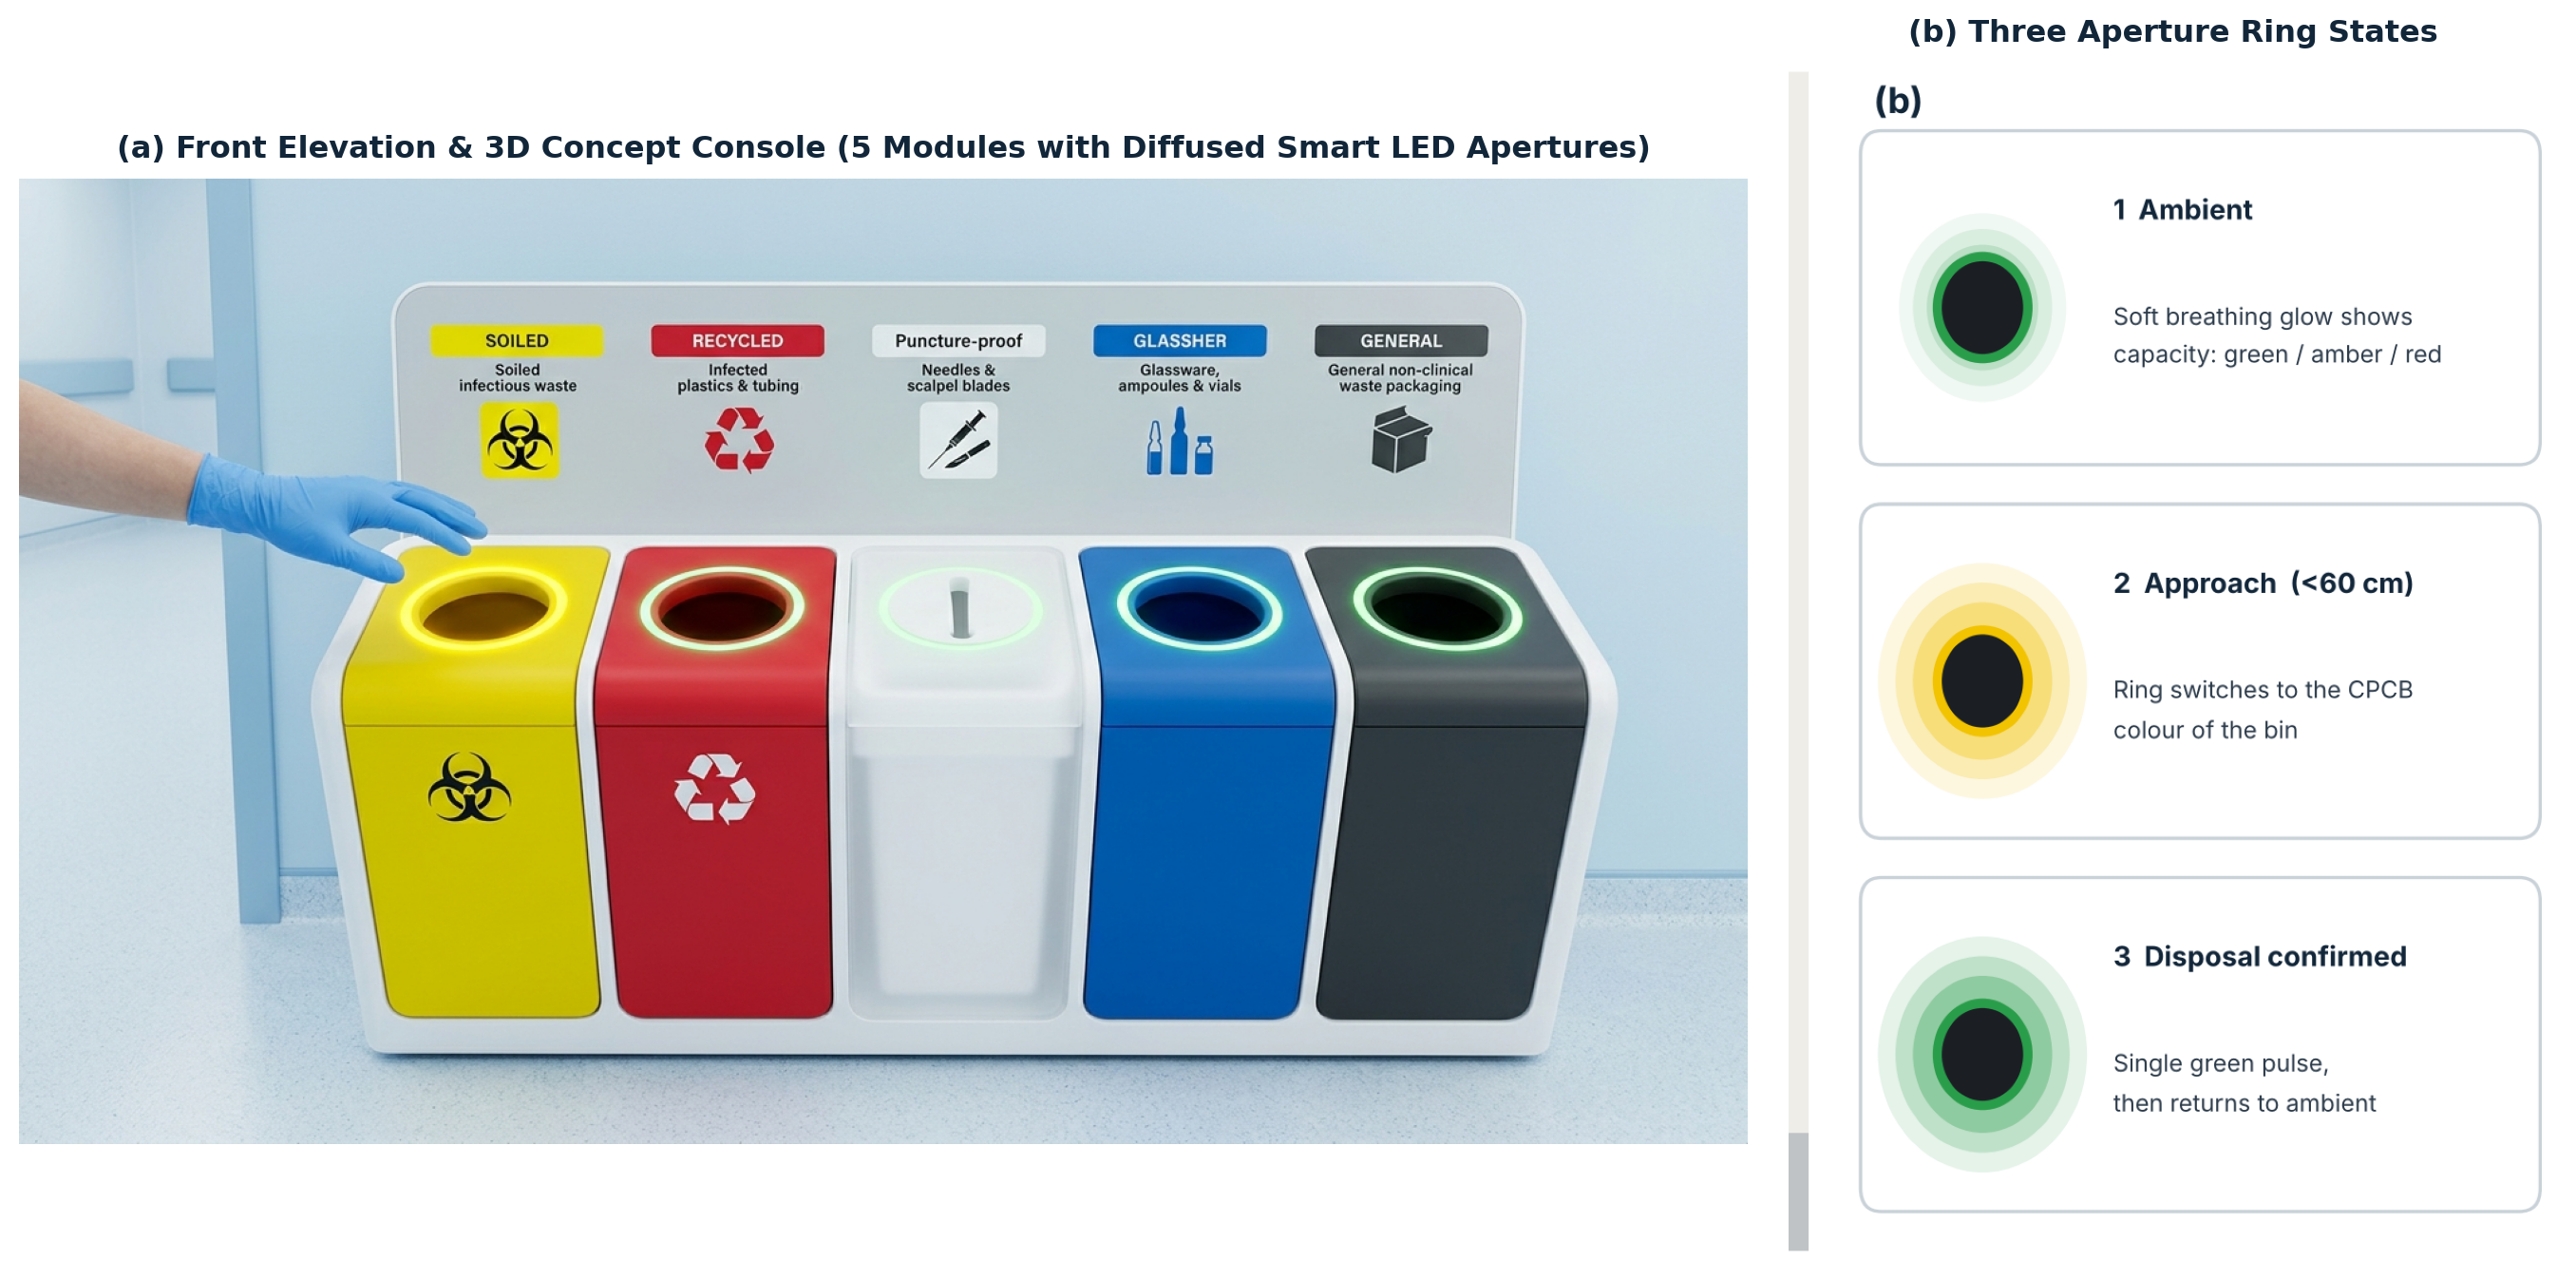 (b) Three Aperture Ring States
(a) Front Elevation & 3D Concept Console (5 Modules with Diffused Smart LED Apertures)
SOILED
Soiled
infectious waste
RECYCLED
Infected
plastics & tubing
Puncture-proof
Needles &
scalpel blades
GLASSHER
Glassware,
ampoules & vials
GENERAL
General non-clinical
waste packaging
(b)
1 Ambient
Soft breathing glow shows
capacity: green / amber / red
2 Approach (<60 cm)
Ring switches to the CPCB
colour of the bin
3 Disposal confirmed
Single green pulse,
then returns to ambient